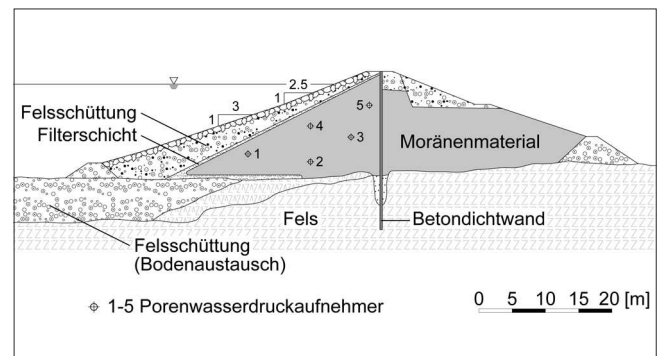 2.5
1
3
1
Felsschüttung
Filterschicht
5
4
3
1
2
Moränenmaterial
Fels
Betondichtwand
Felsschüttung
(Bodenaustausch)
1-5 Porenwasserdruckaufnehmer
0 5 10 15 20 [m]